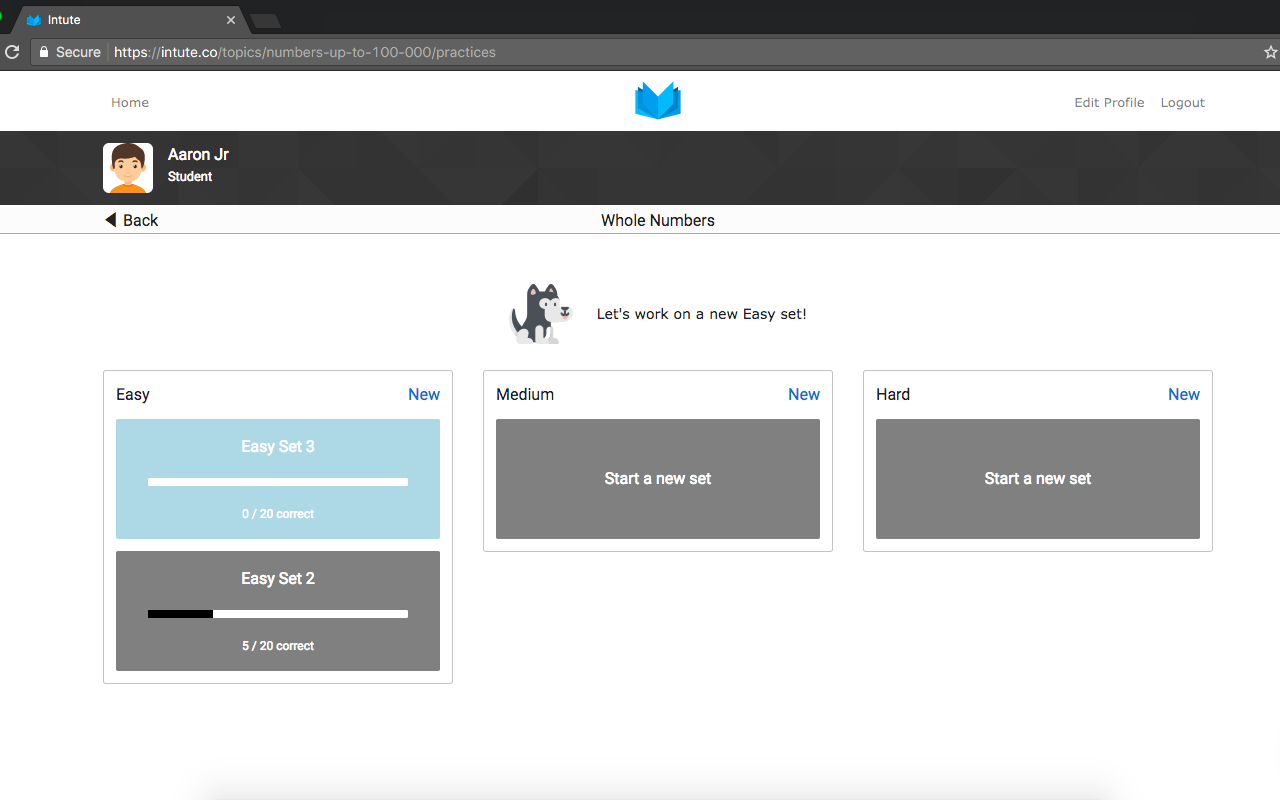 Intute
Secure https://intute.co/topics/numbers-up-to-100-000/practices
Home Edit Profile Logout
Aaron Jr
Student
Back Whole Numbers
Let's work on a new Easy set!
Easy New
Easy Set 3
0 / 20 correct
Easy Set 2
5 / 20 correct
Medium New
Start a new set
Hard New
Start a new set